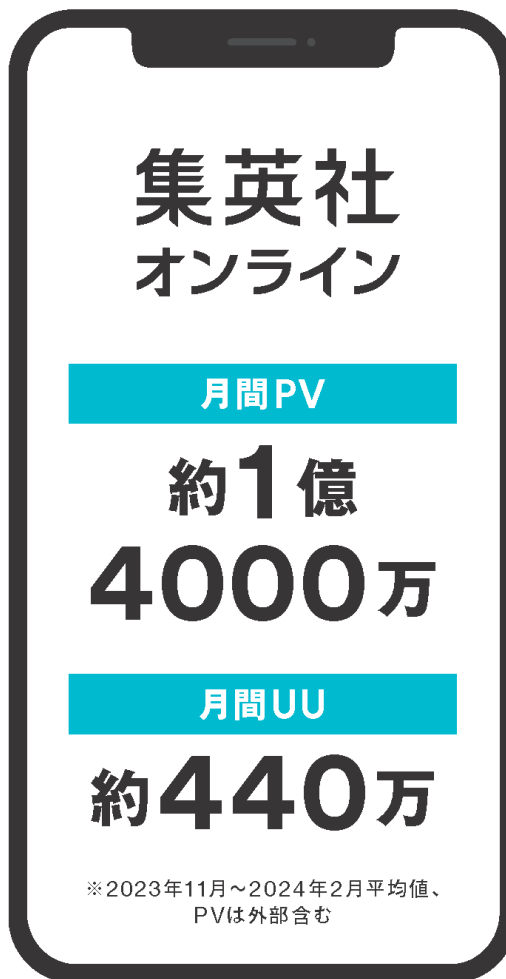 集英社
オンライン
月間PV
約1億
4000万
月間UU
約440万
※2023年11月～2024年2月平均値、
PVは外部含む